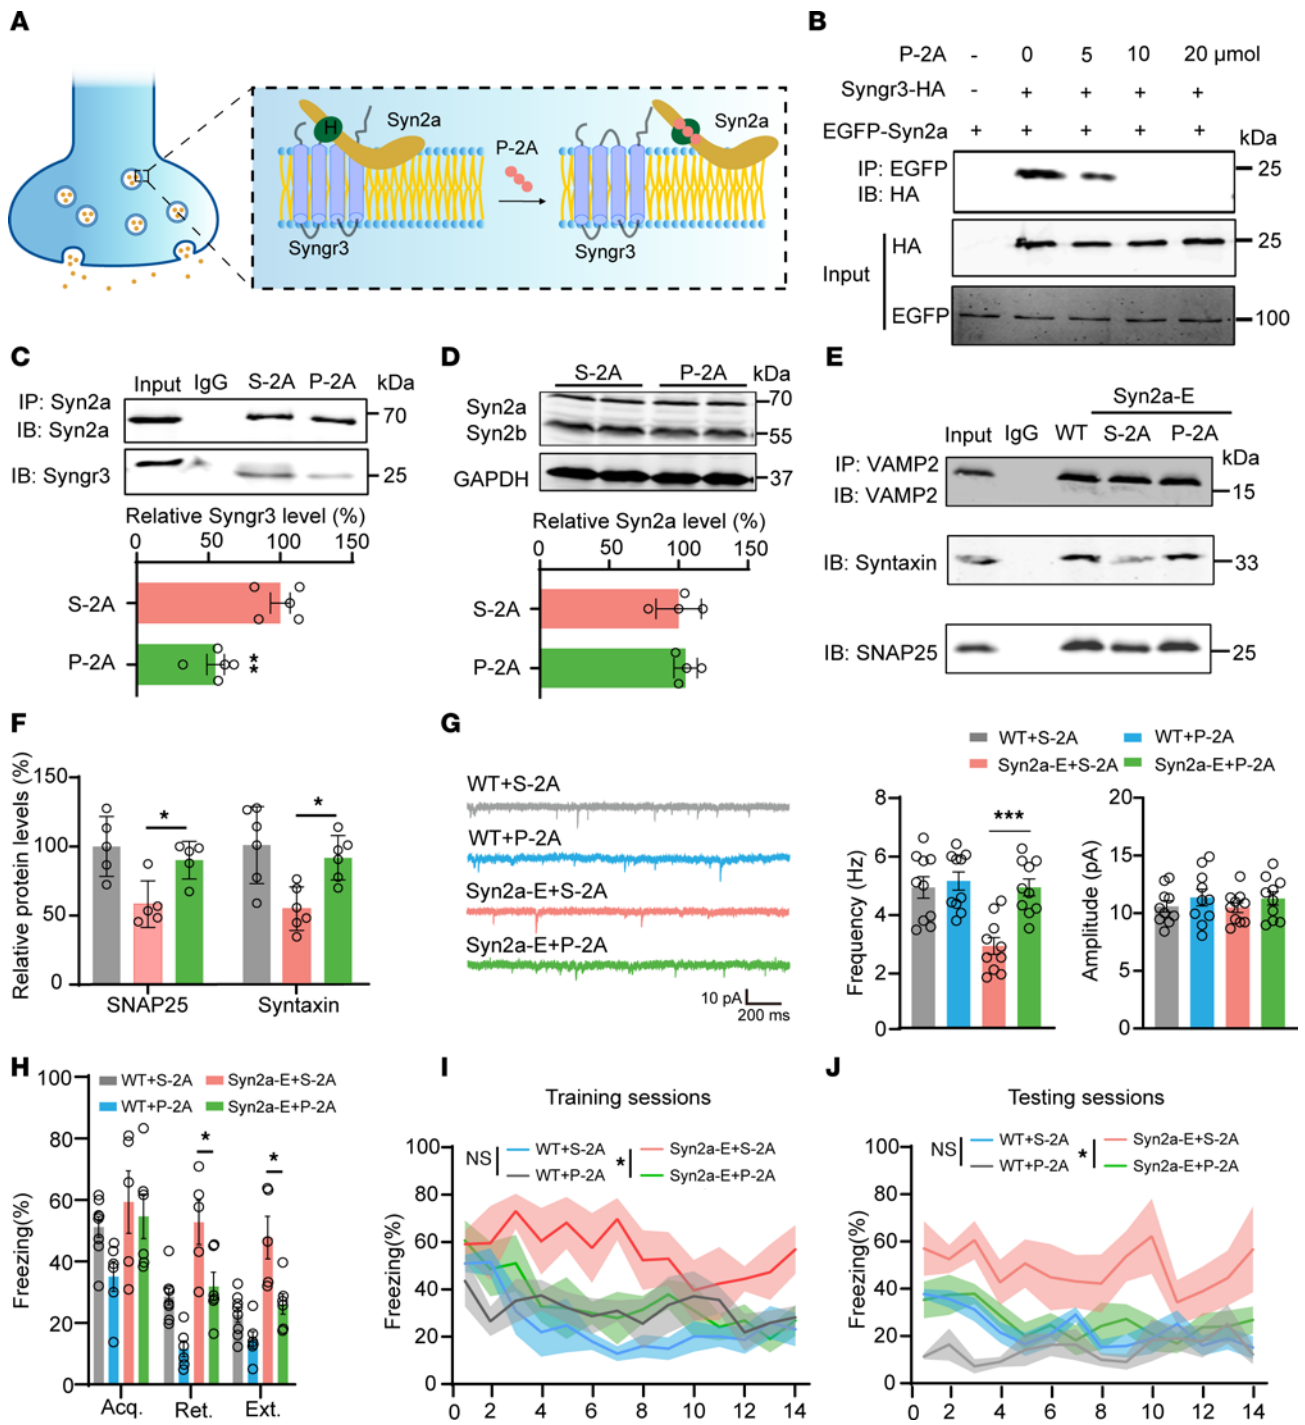 A
H
Syn2a
Syngr3
P-2A
Syn2a
Syngr3
B
P-2A - 0 5 10 20 µmol
Syngr3-HA - + + + +
EGFP-Syn2a + + + + +
kDa
IP: EGFP
IB: HA
25
Input
HA
25
EGFP
100
C
Input IgG S-2A P-2A kDa
IP: Syn2a
IB: Syn2a
70
IB: Syngr3
25
Relative Syngr3 level (%)
0 50 100 150
S-2A
P-2A
**
D
S-2A P-2A kDa
Syn2a
70
Syn2b
55
GAPDH
37
Relative Syn2a level (%)
0 50 100 150
S-2A
P-2A
E
Syn2a-E
Input IgG WT S-2A P-2A
kDa
IP: VAMP2
IB: VAMP2
15
IB: Syntaxin
33
IB: SNAP25
25
F
Relative protein levels (%)
150
100
50
0
* *
SNAP25 Syntaxin
G
WT+S-2A
WT+P-2A
Syn2a-E+S-2A
Syn2a-E+P-2A
10 pA
200 ms
WT+S-2A WT+P-2A
Syn2a-E+S-2A Syn2a-E+P-2A
Frequency (Hz)
8
6
4
2
0
***
Amplitude (pA)
20
15
10
5
0
H
WT+S-2A Syn2a-E+S-2A
WT+P-2A Syn2a-E+P-2A
Freezing(%)
100
80
60
40
20
0
* *
Acq. Ret. Ext.
I
Training sessions
NS
WT+S-2A
WT+P-2A
*
Syn2a-E+S-2A
Syn2a-E+P-2A
Freezing(%)
100
80
60
40
20
0
0 2 4 6 8 10 12 14
J
Testing sessions
NS
WT+S-2A
WT+P-2A
*
Syn2a-E+S-2A
Syn2a-E+P-2A
Freezing(%)
100
80
60
40
20
0
0 2 4 6 8 10 12 14